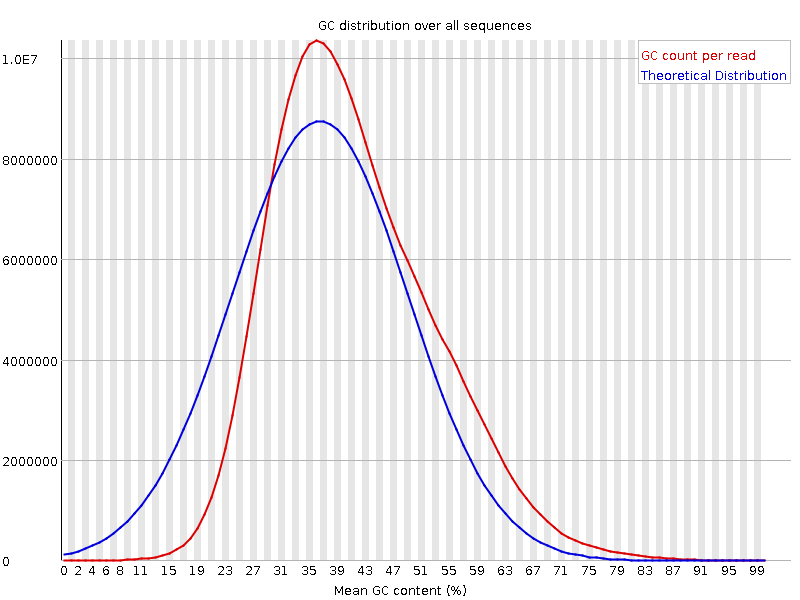 GC distribution over all sequences
GC count per read
Theoretical Distribution
1.0E7
8000000
6000000
4000000
2000000
0
0 2 4 6 8 11 15 19 23 27 31 35 39 43 47 51 55 59 63 67 71 75 79 83 87 91 95 99
Mean GC content (%)